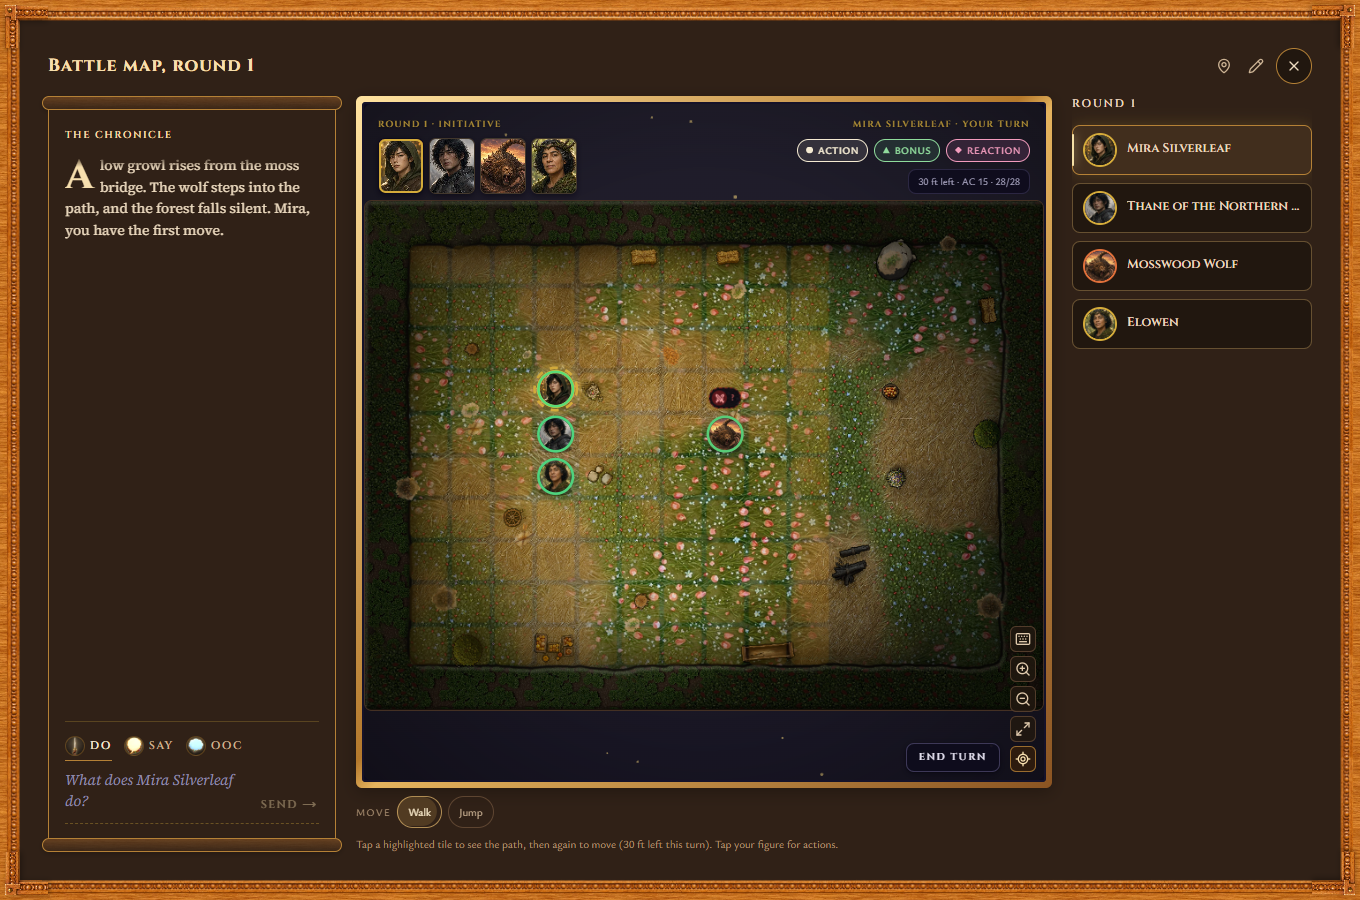 Battle map, round 1
THE CHRONICLE
A low growl rises from the moss
bridge. The wolf steps into the
path, and the forest falls silent. Mira,
you have the first move.
DO SAY OOC
What does Mira Silverleaf
do?
SEND →
ROUND 1 · INITIATIVE
MIRA SILVERLEAF · YOUR TURN
ACTION BONUS REACTION
30 ft left · AC 15 · 28/28
END TURN
MOVE Walk Jump
Tap a highlighted tile to see the path, then again to move (30 ft left this turn). Tap your figure for actions.
ROUND 1
Mira Silverleaf
Thane of the Northern ...
Mosswood Wolf
Elowen